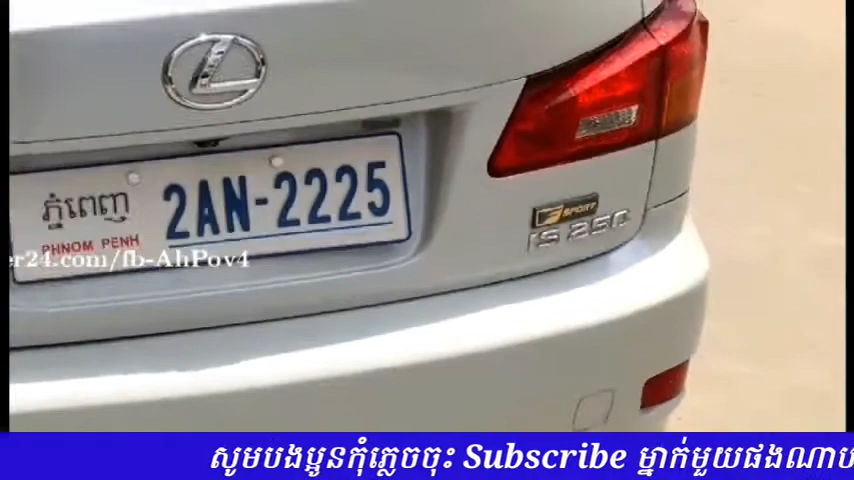 ភ្នំពេញ
2AN-2225
PHNOM PENH
er24.com/fb-AhPov4
F SPORT
IS 250
សូមបងប្អូនកុំភ្លេចចុះ Subscribe ម្នាក់មួយផងណាប